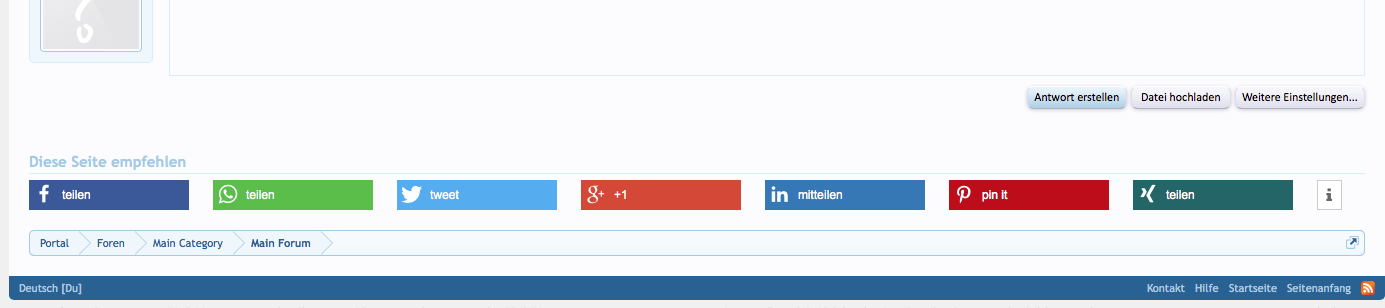 Antwort erstellen Datei hochladen Weitere Einstellungen...
Diese Seite empfehlen
teilen teilen tweet g+ +1 mitteilen pin it teilen i
Portal Foren Main Category Main Forum
Deutsch [Du] Kontakt Hilfe Startseite Seitenanfang